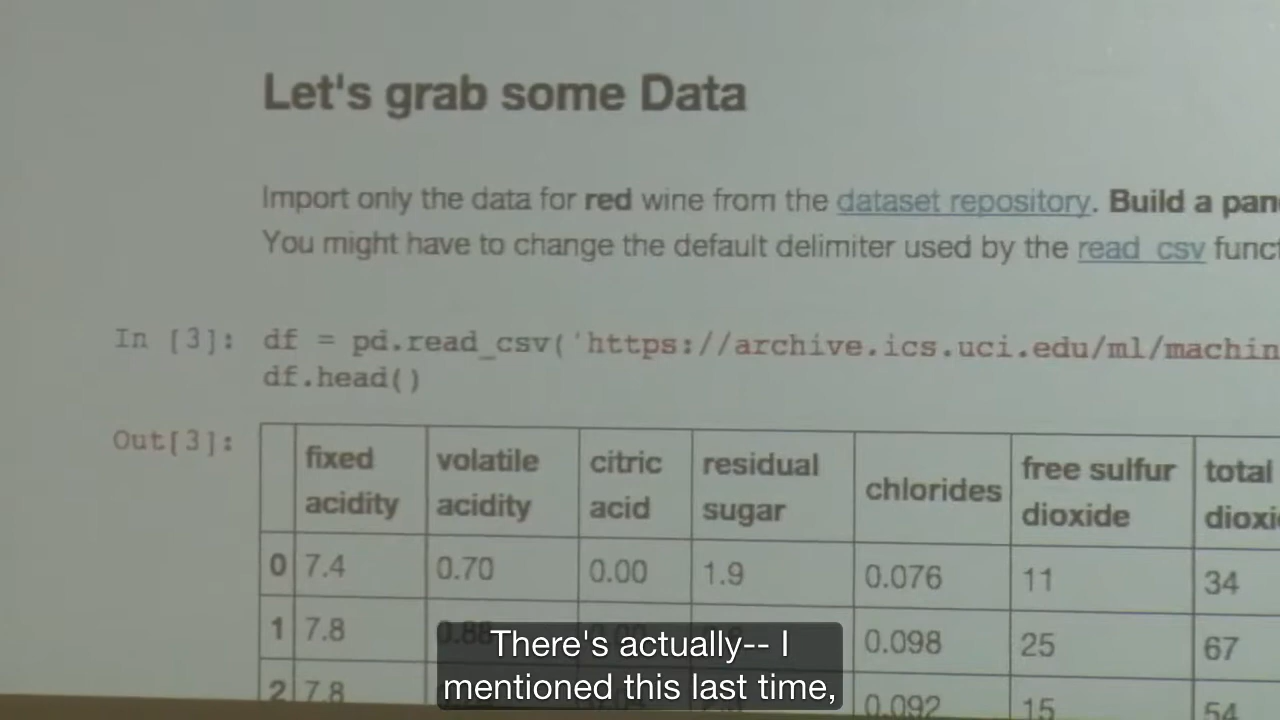 Let's grab some Data
Import only the data for red wine from the dataset repository. Build a pan
You might have to change the default delimiter used by the read_csv funct
In [3]: df = pd.read_csv('https://archive.ics.uci.edu/ml/machin
df.head()
Out[3]:
fixed acidity volatile acidity citric acid residual sugar chlorides free sulfur dioxide total dioxi
0 7.4 0.70 0.00 1.9 0.076 11 34
1 7.8 0.88 0.098 25 67
2 7.8 0.092 15 54
There's actually-- I
mentioned this last time,